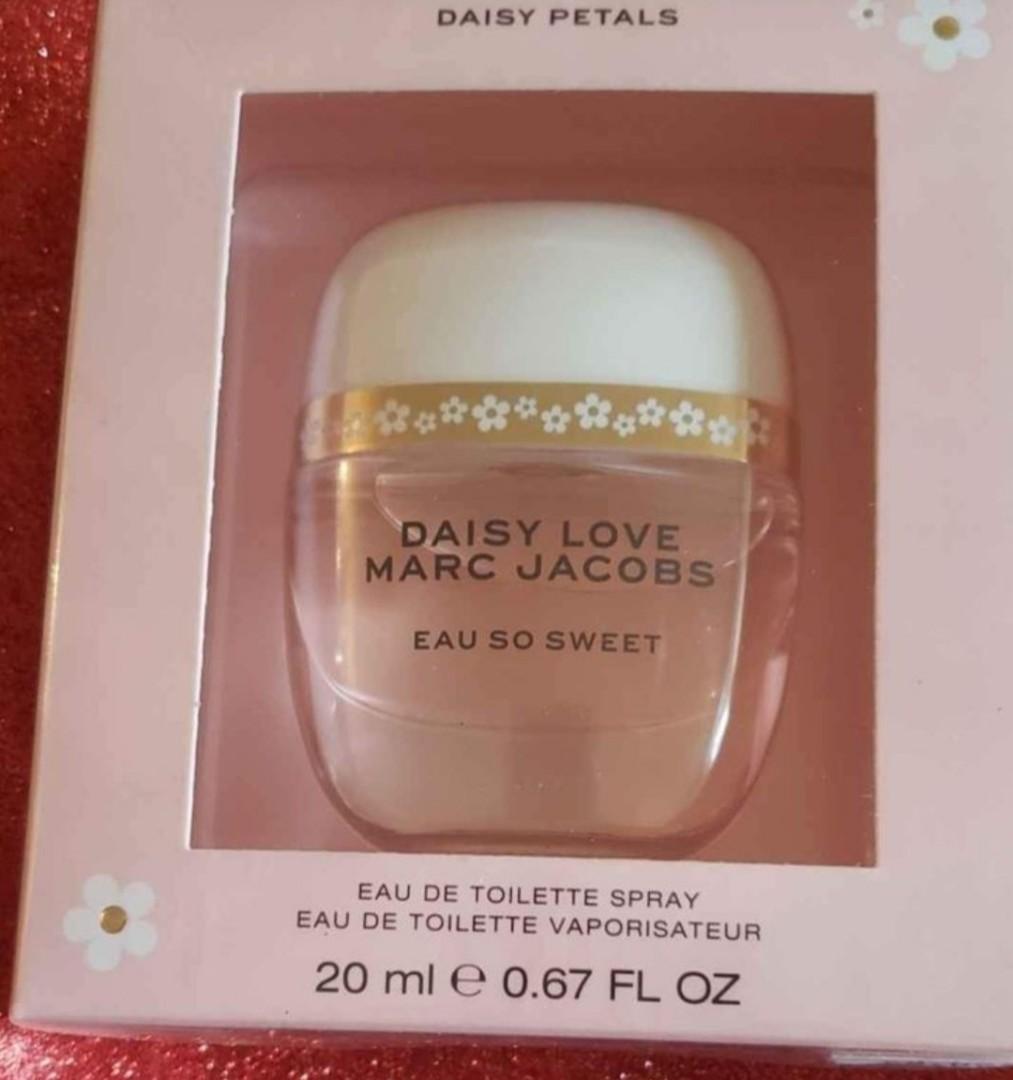 DAISY PETALS
DAISY LOVE
MARC JACOBS
EAU SO SWEET
EAU DE TOILETTE SPRAY
EAU DE TOILETTE VAPORISATEUR
20 ml ℮ 0.67 FL OZ